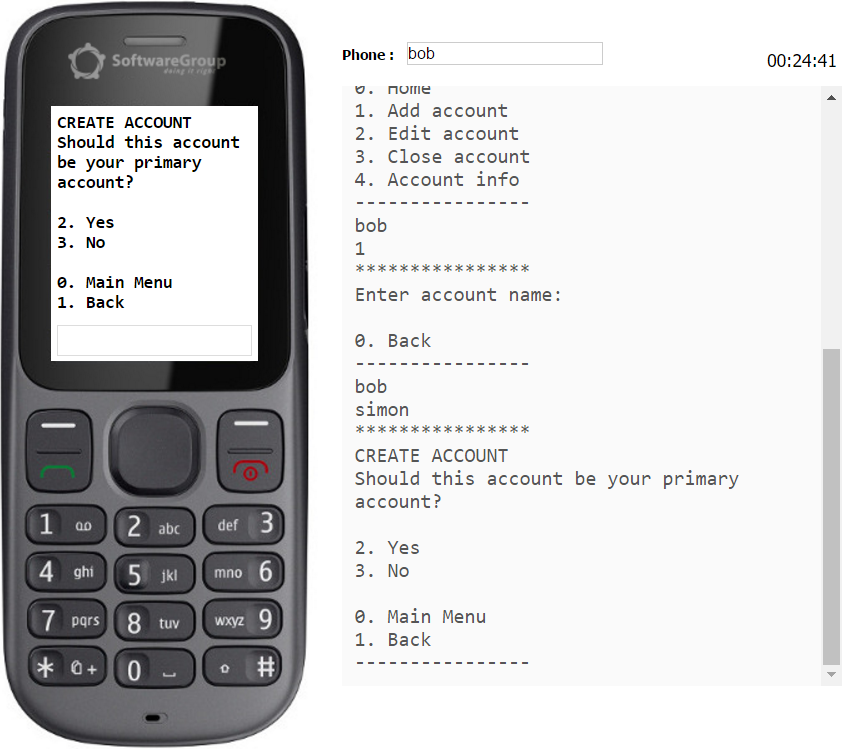 SoftwareGroup
doing it right
CREATE ACCOUNT
Should this account
be your primary
account?
2. Yes
3. No
0. Main Menu
1. Back
1
2 abc
def 3
4 ghi
5 jkl
mno 6
7 pqrs
8 tuv
wxyz 9
* +
0
#
Phone: bob
00:24:41
0. Home
1. Add account
2. Edit account
3. Close account
4. Account info
----------------
bob
1
****************
Enter account name:
0. Back
----------------
bob
simon
****************
CREATE ACCOUNT
Should this account be your primary
account?
2. Yes
3. No
0. Main Menu
1. Back
----------------